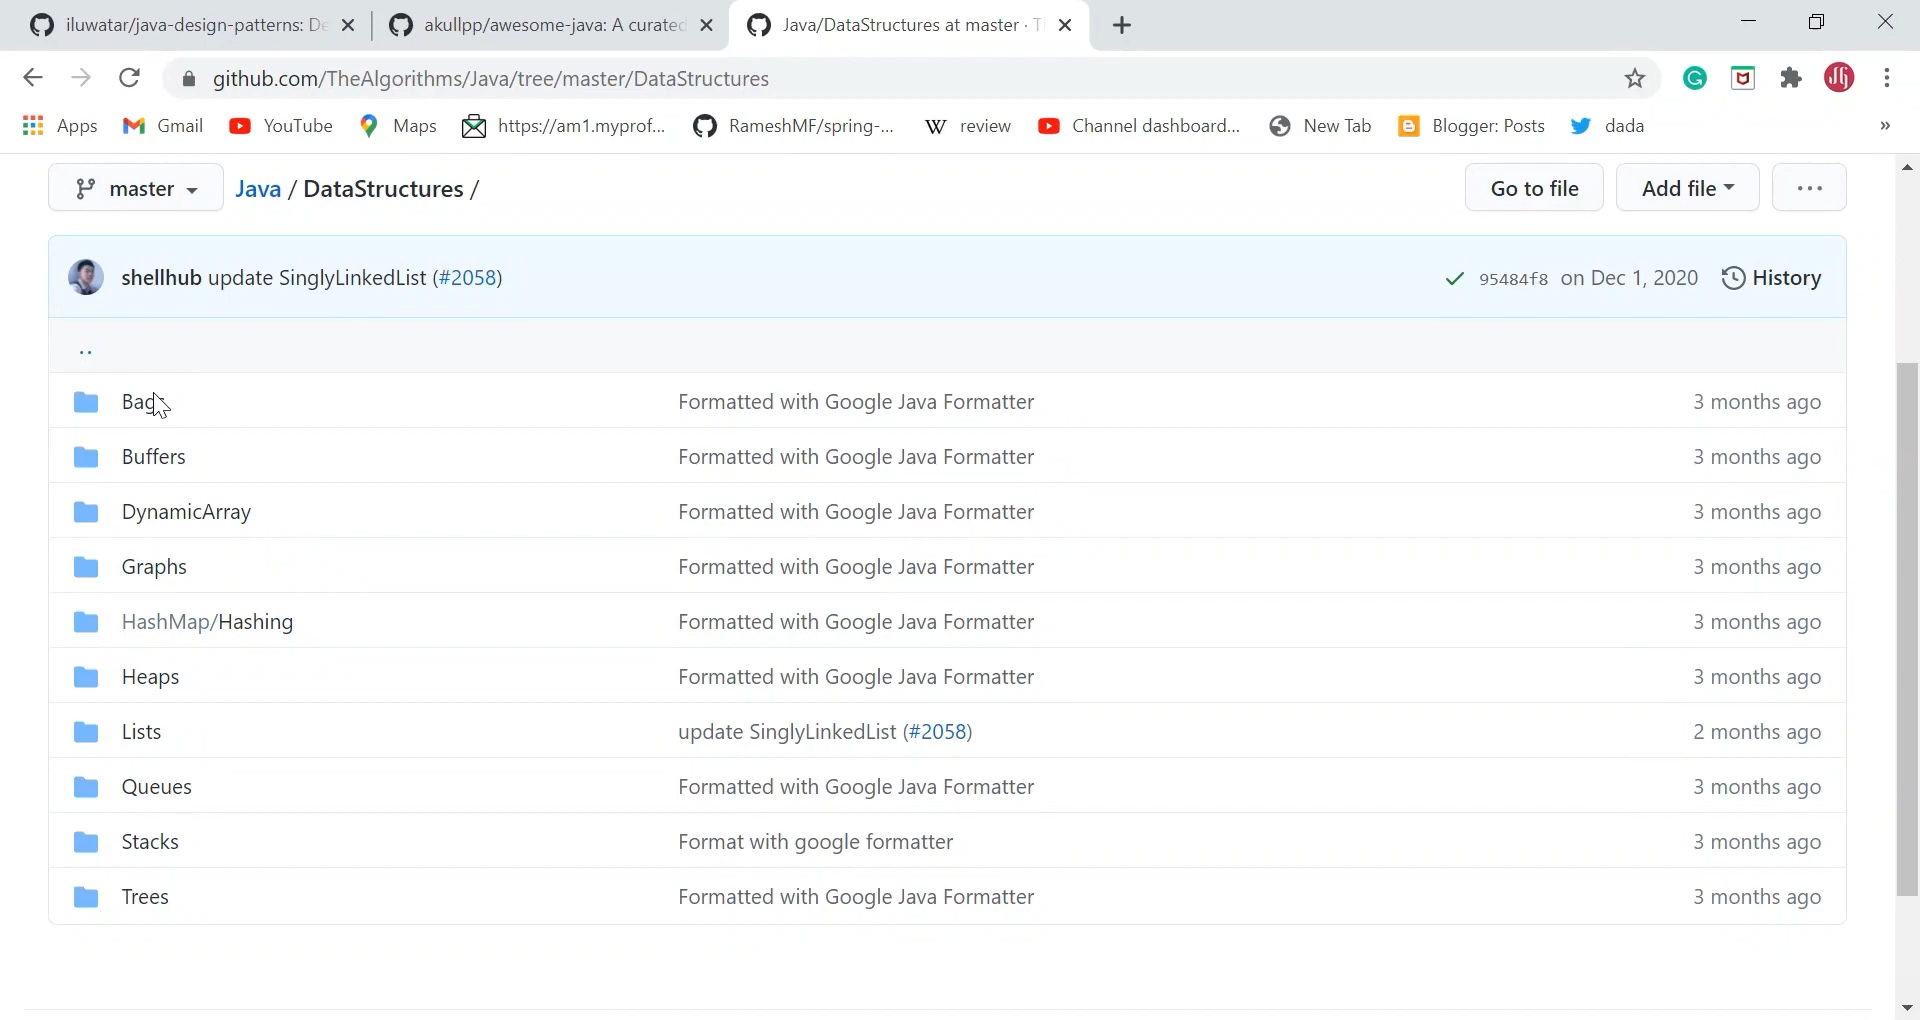 iluwatar/java-design-patterns: De
akullpp/awesome-java: A curated
Java/DataStructures at master · T
github.com/TheAlgorithms/Java/tree/master/DataStructures
Apps Gmail YouTube Maps https://am1.myprof... RameshMF/spring-... W review Channel dashboard... New Tab Blogger: Posts dada »
master Java / DataStructures / Go to file Add file ...
shellhub update SinglyLinkedList (#2058) 95484f8 on Dec 1, 2020 History
..
Formatted with Google Java Formatter 3 months ago
Buffers Formatted with Google Java Formatter 3 months ago
DynamicArray Formatted with Google Java Formatter 3 months ago
Graphs Formatted with Google Java Formatter 3 months ago
HashMap/Hashing Formatted with Google Java Formatter 3 months ago
Heaps Formatted with Google Java Formatter 3 months ago
Lists update SinglyLinkedList (#2058) 2 months ago
Queues Formatted with Google Java Formatter 3 months ago
Stacks Format with google formatter 3 months ago
Trees Formatted with Google Java Formatter 3 months ago